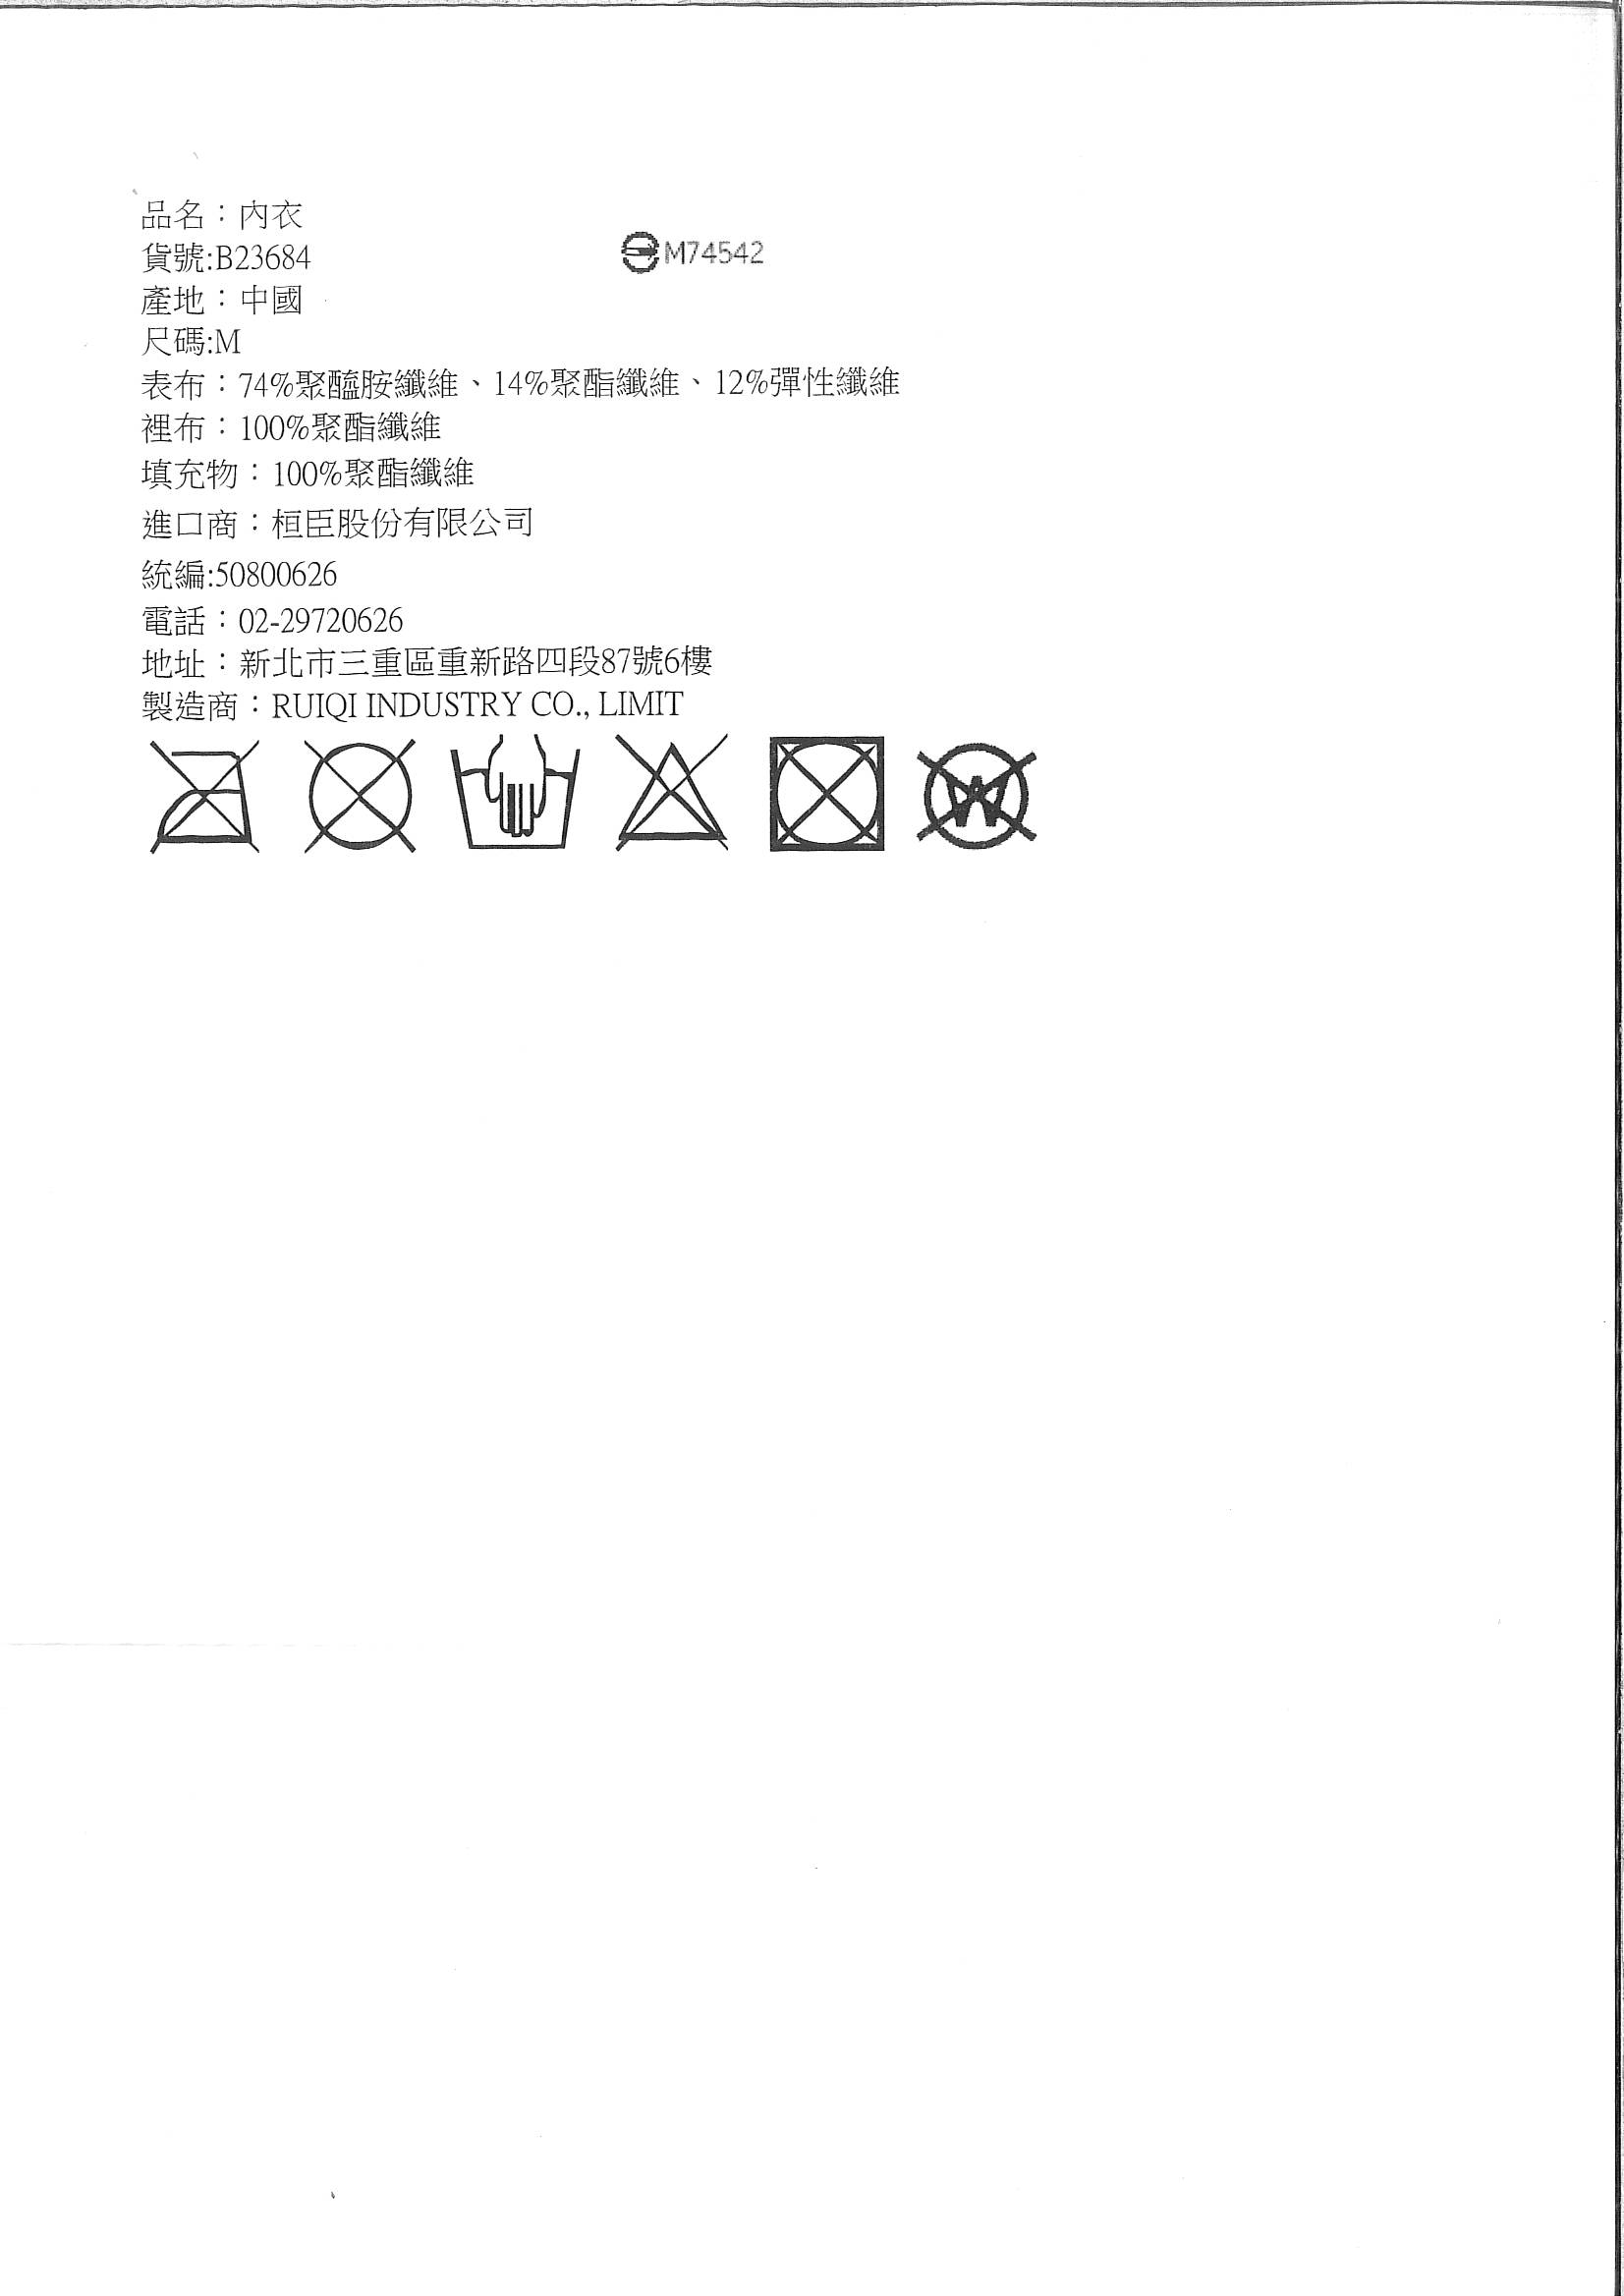 品名：內衣
貨號:B23684
M74542
產地：中國
尺碼:M
表布：74%聚醯胺纖維、14%聚酯纖維、12%彈性纖維
裡布：100%聚酯纖維
填充物：100%聚酯纖維
進口商：桓臣股份有限公司
統編:50800626
電話：02-29720626
地址：新北市三重區重新路四段87號6樓
製造商：RUIQI INDUSTRY CO., LIMIT
W